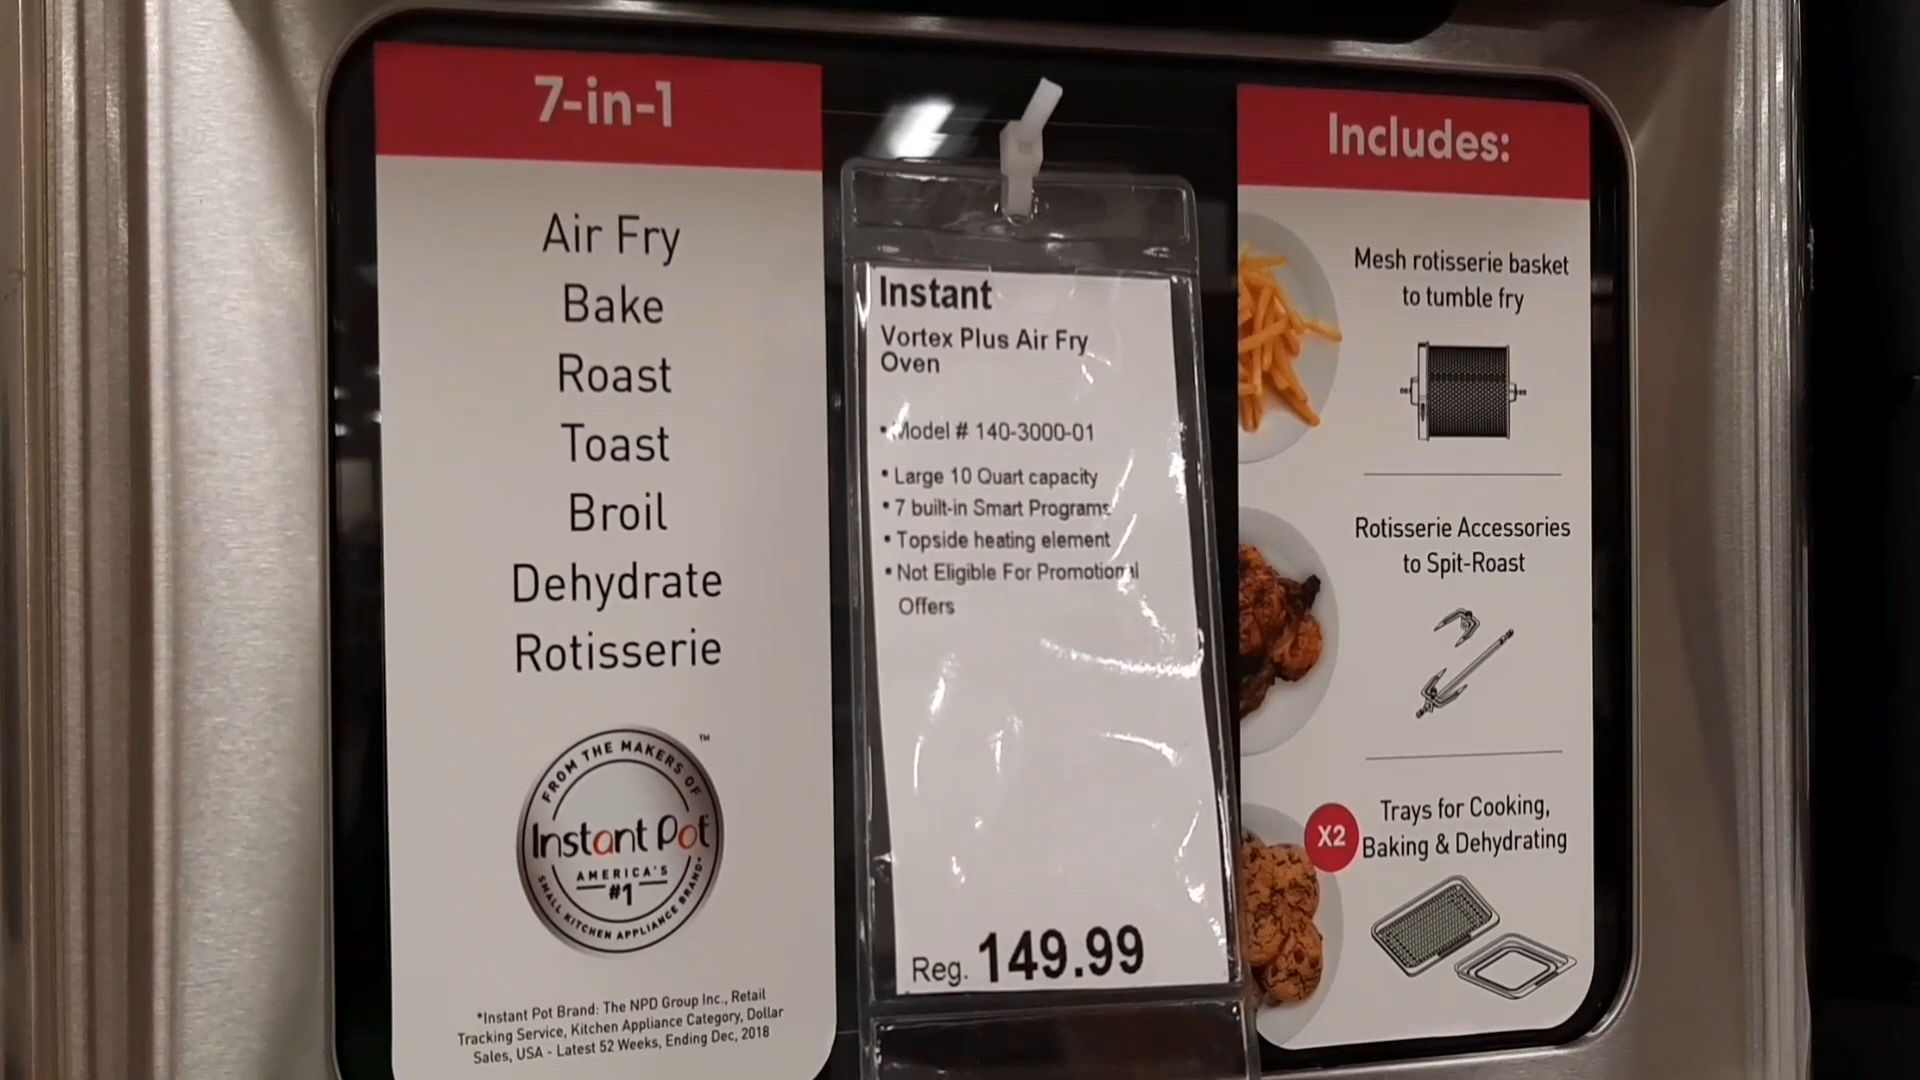 7-in-1
Air Fry
Bake
Roast
Toast
Broil
Dehydrate
Rotisserie
FROM THE MAKERS OF
TM
Instant Pot
AMERICA'S
#1
SMALL KITCHEN APPLIANCE BRAND*
*Instant Pot Brand: The NPD Group Inc., Retail
Tracking Service, Kitchen Appliance Category, Dollar
Sales, USA - Latest 52 Weeks, Ending Dec, 2018
Instant
Vortex Plus Air Fry
Oven
• Model # 140-3000-01
• Large 10 Quart capacity
• 7 built-in Smart Programs
• Topside heating element
• Not Eligible For Promotional
Offers
Reg. 149.99
Includes:
Mesh rotisserie basket
to tumble fry
Rotisserie Accessories
to Spit-Roast
X2
Trays for Cooking,
Baking & Dehydrating